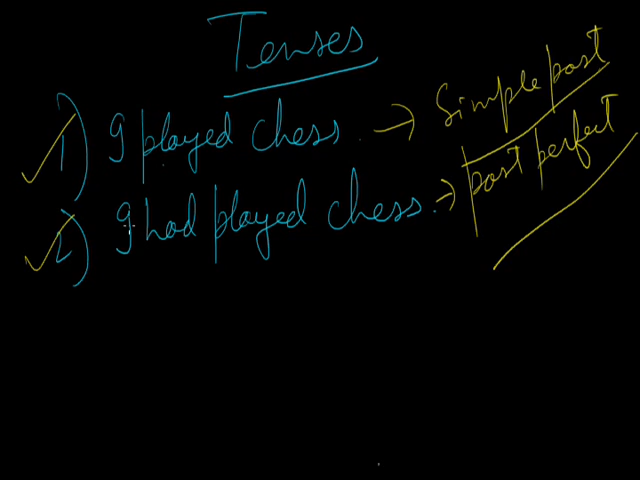 Tenses
1) I played chess. → Simple past
2) I had played chess. → past perfect